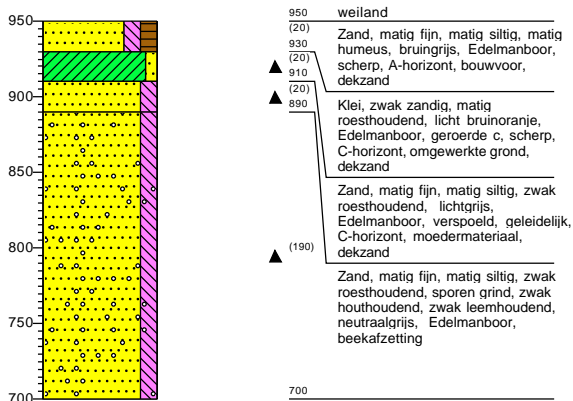 950
900
850
800
750
700
950 weiland
(20)
Zand, matig fijn, matig siltig, matig
humeus, bruingrijs, Edelmanboor,
scherp, A-horizont, bouwvoor,
dekzand
930
(20)
Klei, zwak zandig, matig
roesthoudend, licht bruinoranje,
Edelmanboor, geroerde c, scherp,
C-horizont, omgewerkte grond,
dekzand
910
(20)
Zand, matig fijn, matig siltig, zwak
roesthoudend, lichtgrijs,
Edelmanboor, verspoeld, geleidelijk,
C-horizont, moedermateriaal,
dekzand
890
(190)
Zand, matig fijn, matig siltig, zwak
roesthoudend, sporen grind, zwak
houthoudend, zwak leemhoudend,
neutraalgrijs, Edelmanboor,
beekafzetting
700